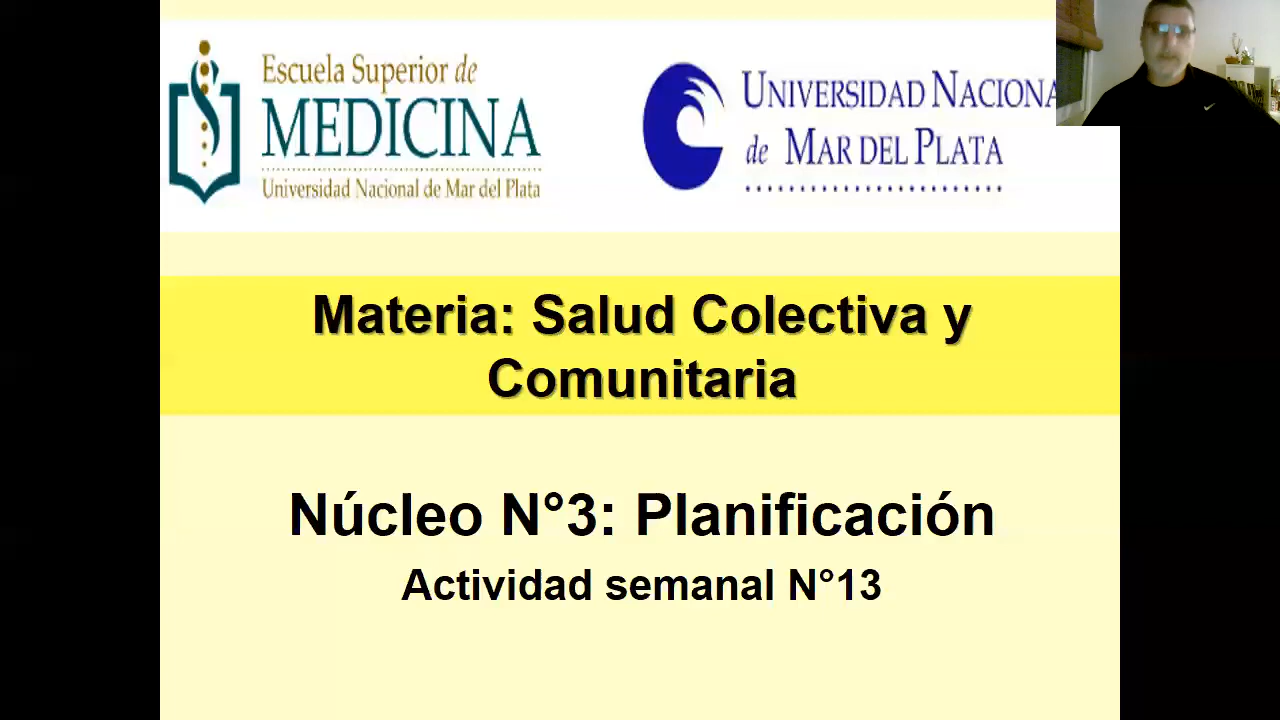 Escuela Superior de
MEDICINA
Universidad Nacional de Mar del Plata
UNIVERSIDAD NACIONA
de MAR DEL PLATA
Materia: Salud Colectiva y
Comunitaria
Núcleo N°3: Planificación
Actividad semanal N°13